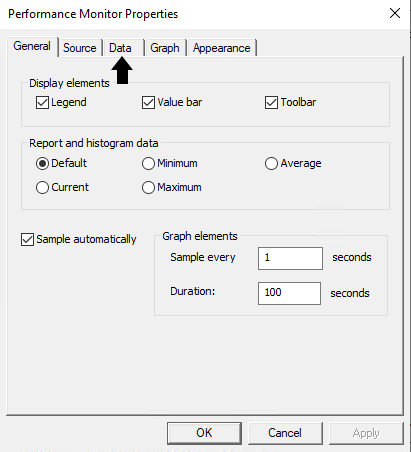 Performance Monitor Properties
General Source Data Graph Appearance
Display elements
Legend Value bar Toolbar
Report and histogram data
Default Minimum Average
Current Maximum
Sample automatically
Graph elements
Sample every 1 seconds
Duration: 100 seconds
OK Cancel Apply